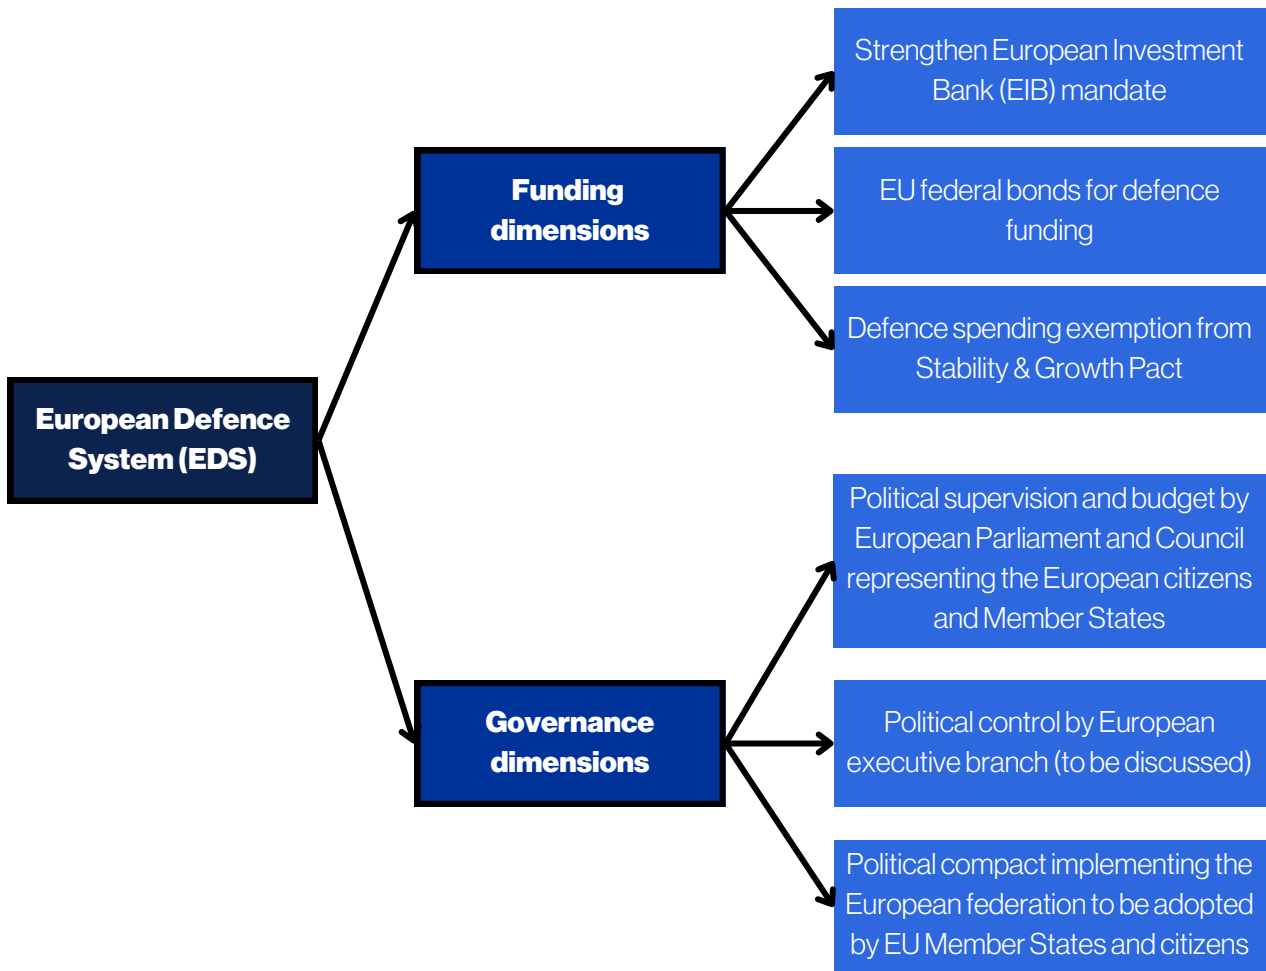 Strengthen European Investment
Bank (EIB) mandate
Funding
dimensions
EU federal bonds for defence
funding
Defence spending exemption from
Stability & Growth Pact
European Defence
System (EDS)
Political supervision and budget by
European Parliament and Council
representing the European citizens
and Member States
Governance
dimensions
Political control by European
executive branch (to be discussed)
Political compact implementing the
European federation to be adopted
by EU Member States and citizens